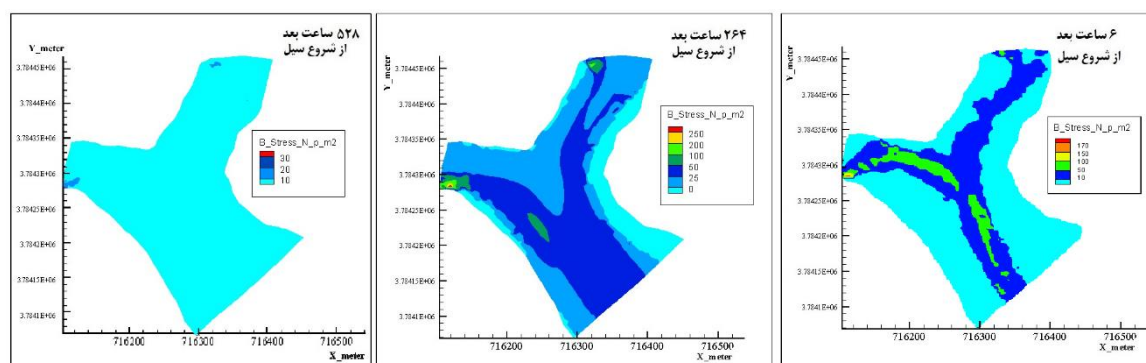 ۵۲۸ ساعت بعد
از شروع سیل
Y_meter
3.78445E+06
3.7844E+06
3.78435E+06
3.7843E+06
3.78425E+06
3.7842E+06
3.78415E+06
3.7841E+06
B_Stress_N_p_m2
30
20
10
716200 716300 716400 716500
X_meter
۲۶۴ ساعت بعد
از شروع سیل
Y_meter
3.78445E+06
3.7844E+06
3.78435E+06
3.7843E+06
3.78425E+06
3.7842E+06
3.78415E+06
3.7841E+06
B_Stress_N_p_m2
250
200
100
50
25
0
716200 716300 716400 716500
X_meter
۶ ساعت بعد
از شروع سیل
Y_meter
3.78445E+06
3.7844E+06
3.78435E+06
3.7843E+06
3.78425E+06
3.7842E+06
3.78415E+06
3.7841E+06
B_Stress_N_p_m2
170
150
100
50
10
716200 716300 716400 716500
X_meter